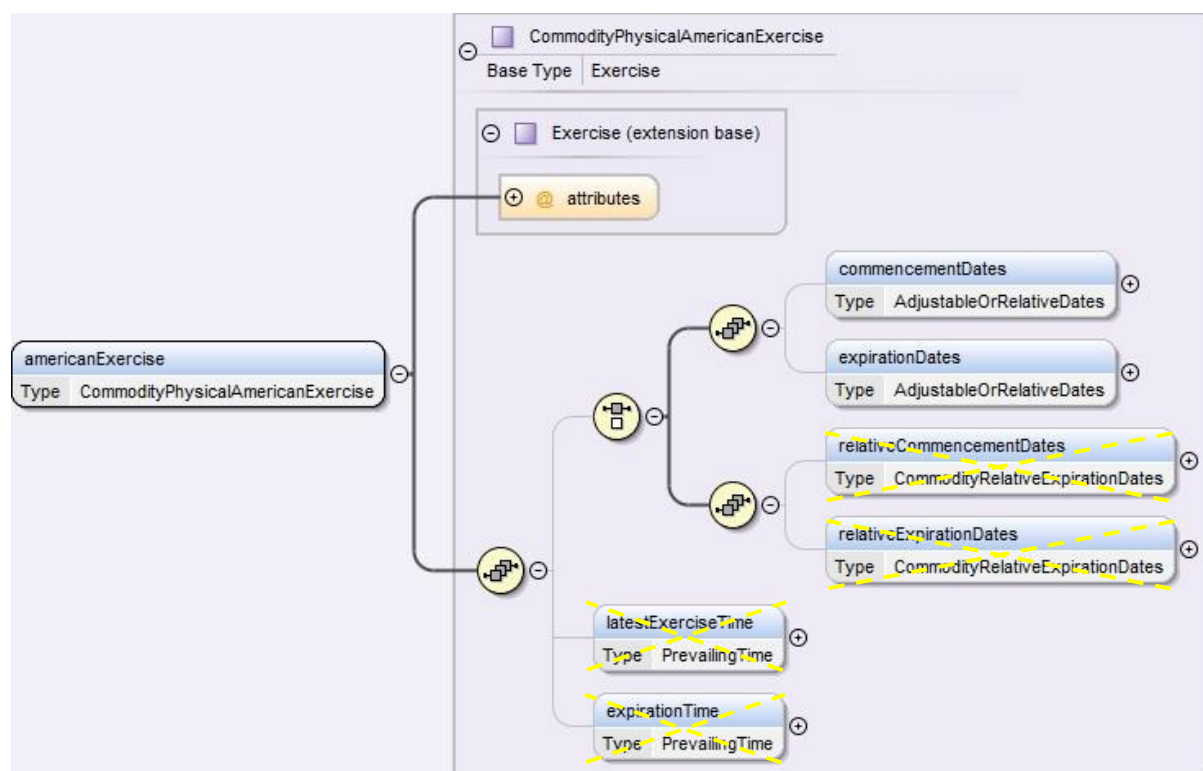 CommodityPhysicalAmericanExercise
Base Type Exercise
Exercise (extension base)
@ attributes
commencementDates
Type AdjustableOrRelativeDates
expirationDates
Type AdjustableOrRelativeDates
americanExercise
Type CommodityPhysicalAmericanExercise
relativeCommencementDates
Type CommodityRelativeExpirationDates
relativeExpirationDates
Type CommodityRelativeExpirationDates
latestExerciseTime
Type PrevailingTime
expirationTime
Type PrevailingTime